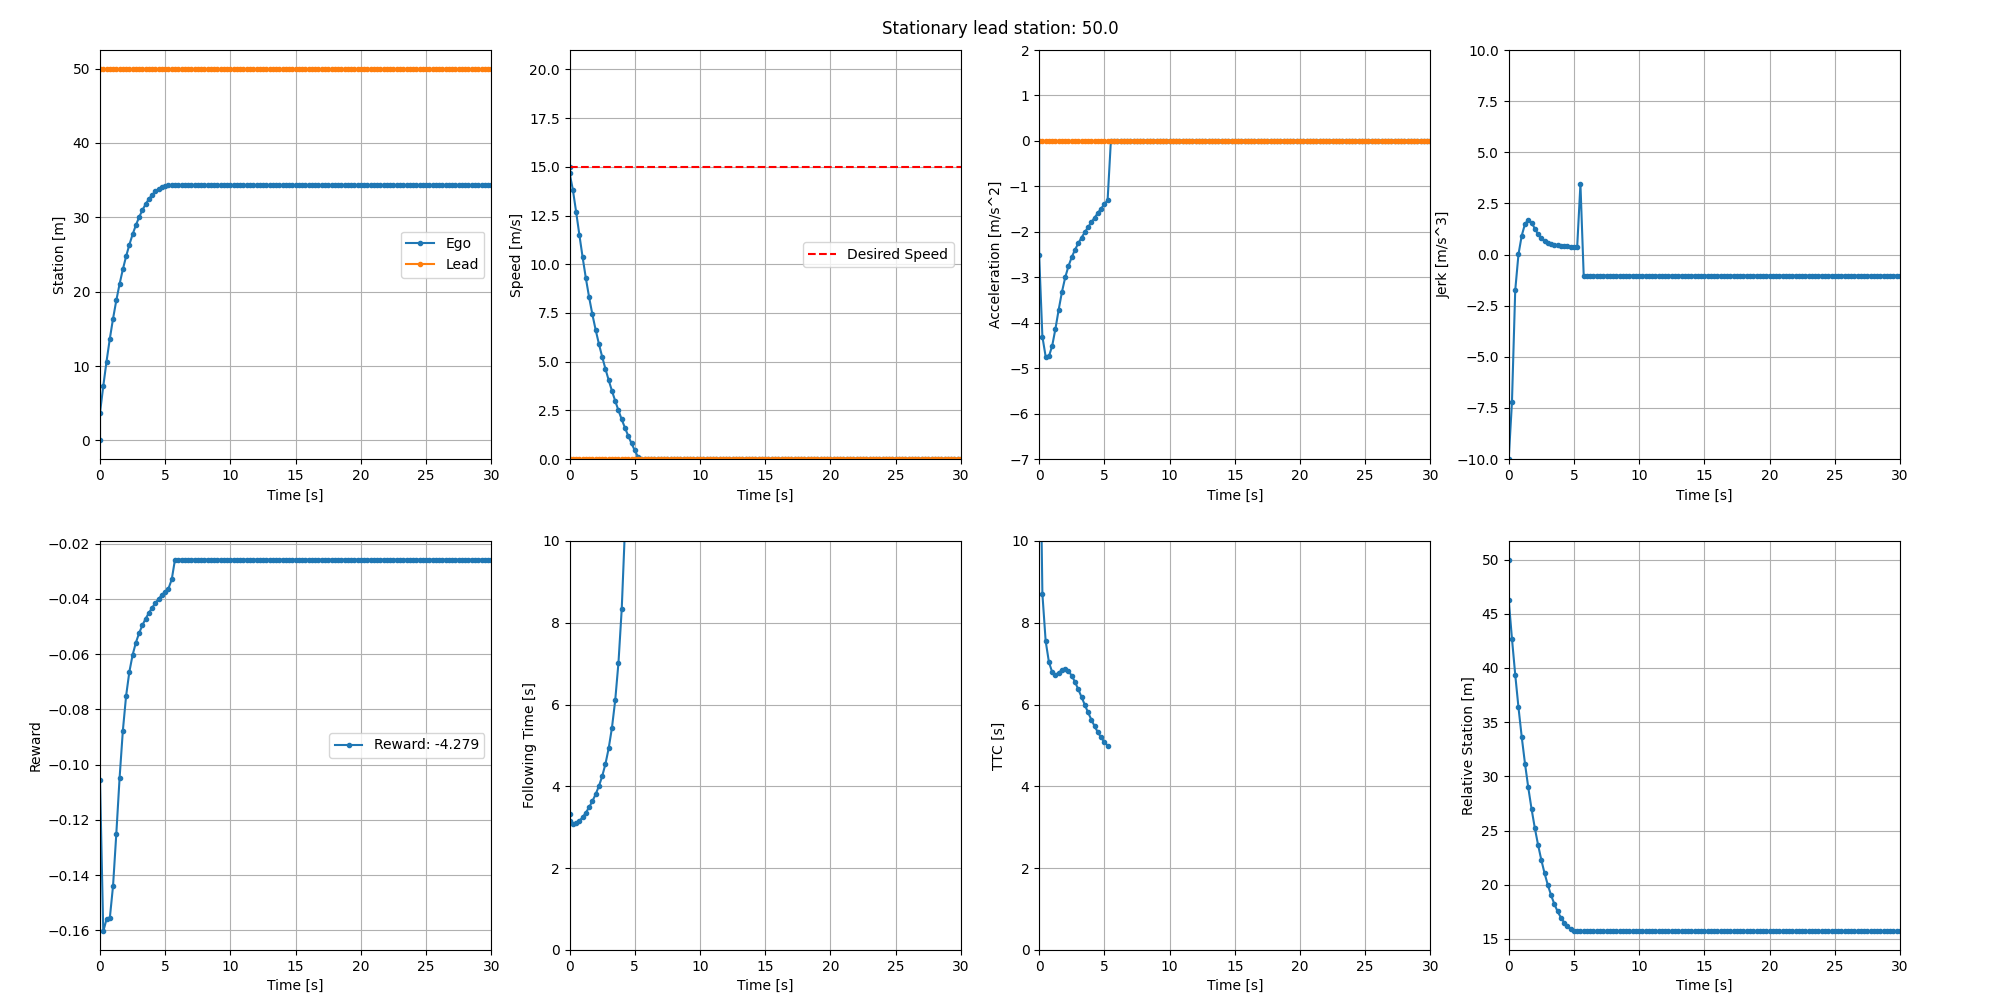 Stationary lead station: 50.0
Station [m]
50
40
30
20
10
0
Ego
Lead
0 5 10 15 20 25 30
Time [s]
Speed [m/s]
20.0
17.5
15.0
12.5
10.0
7.5
5.0
2.5
0.0
Desired Speed
0 5 10 15 20 25 30
Time [s]
Acceleration [m/s^2]
2
1
0
−1
−2
−3
−4
−5
−6
−7
0 5 10 15 20 25 30
Time [s]
Jerk [m/s^3]
10.0
7.5
5.0
2.5
0.0
−2.5
−5.0
−7.5
−10.0
0 5 10 15 20 25 30
Time [s]
Reward
−0.02
−0.04
−0.06
−0.08
−0.10
−0.12
−0.14
−0.16
Reward: -4.279
0 5 10 15 20 25 30
Time [s]
Following Time [s]
10
8
6
4
2
0
0 5 10 15 20 25 30
Time [s]
TTC [s]
10
8
6
4
2
0
0 5 10 15 20 25 30
Time [s]
Relative Station [m]
50
45
40
35
30
25
20
15
0 5 10 15 20 25 30
Time [s]